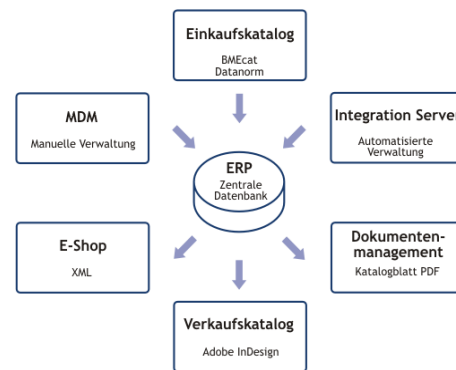 Einkaufskatalog
BMEcat
Datanorm
MDM
Manuelle Verwaltung
Integration Server
Automatisierte
Verwaltung
ERP
Zentrale
Datenbank
E-Shop
XML
Dokumenten-
management
Katalogblatt PDF
Verkaufskatalog
Adobe InDesign